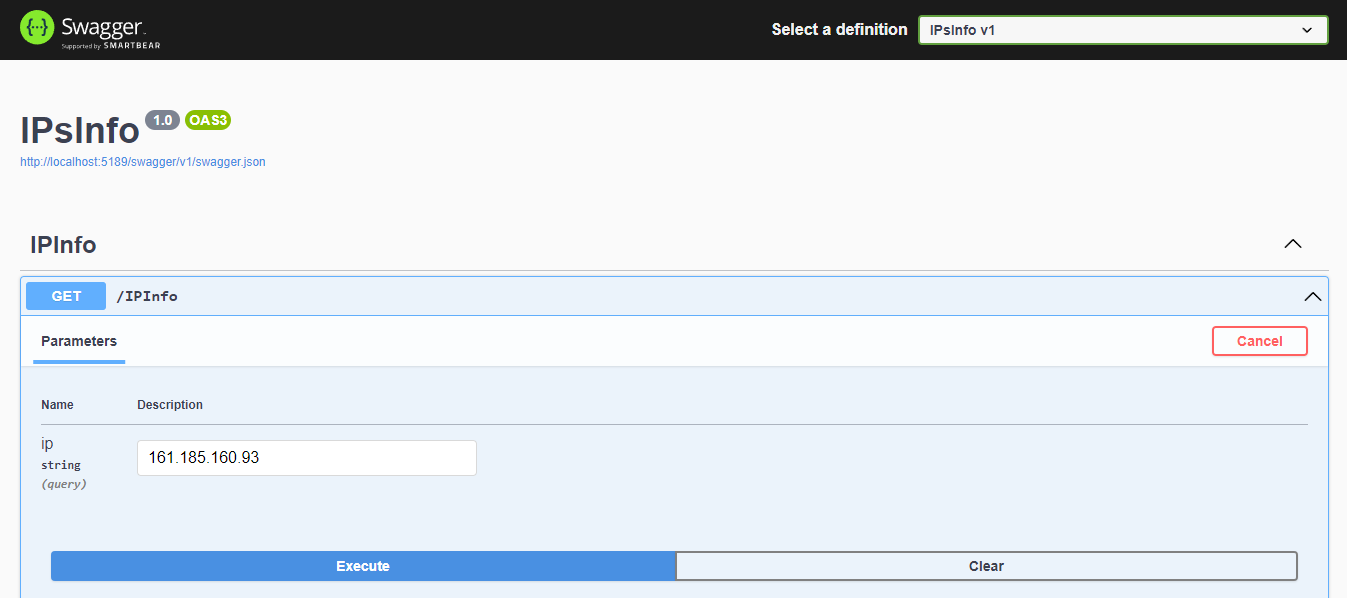 Swagger
Supported by SMARTBEAR
Select a definition
IPsInfo v1
IPsInfo 1.0 OAS3
http://localhost:5189/swagger/v1/swagger.json
IPInfo
GET /IPInfo
Parameters
Cancel
Name Description
ip
string
(query)
161.185.160.93
Execute
Clear